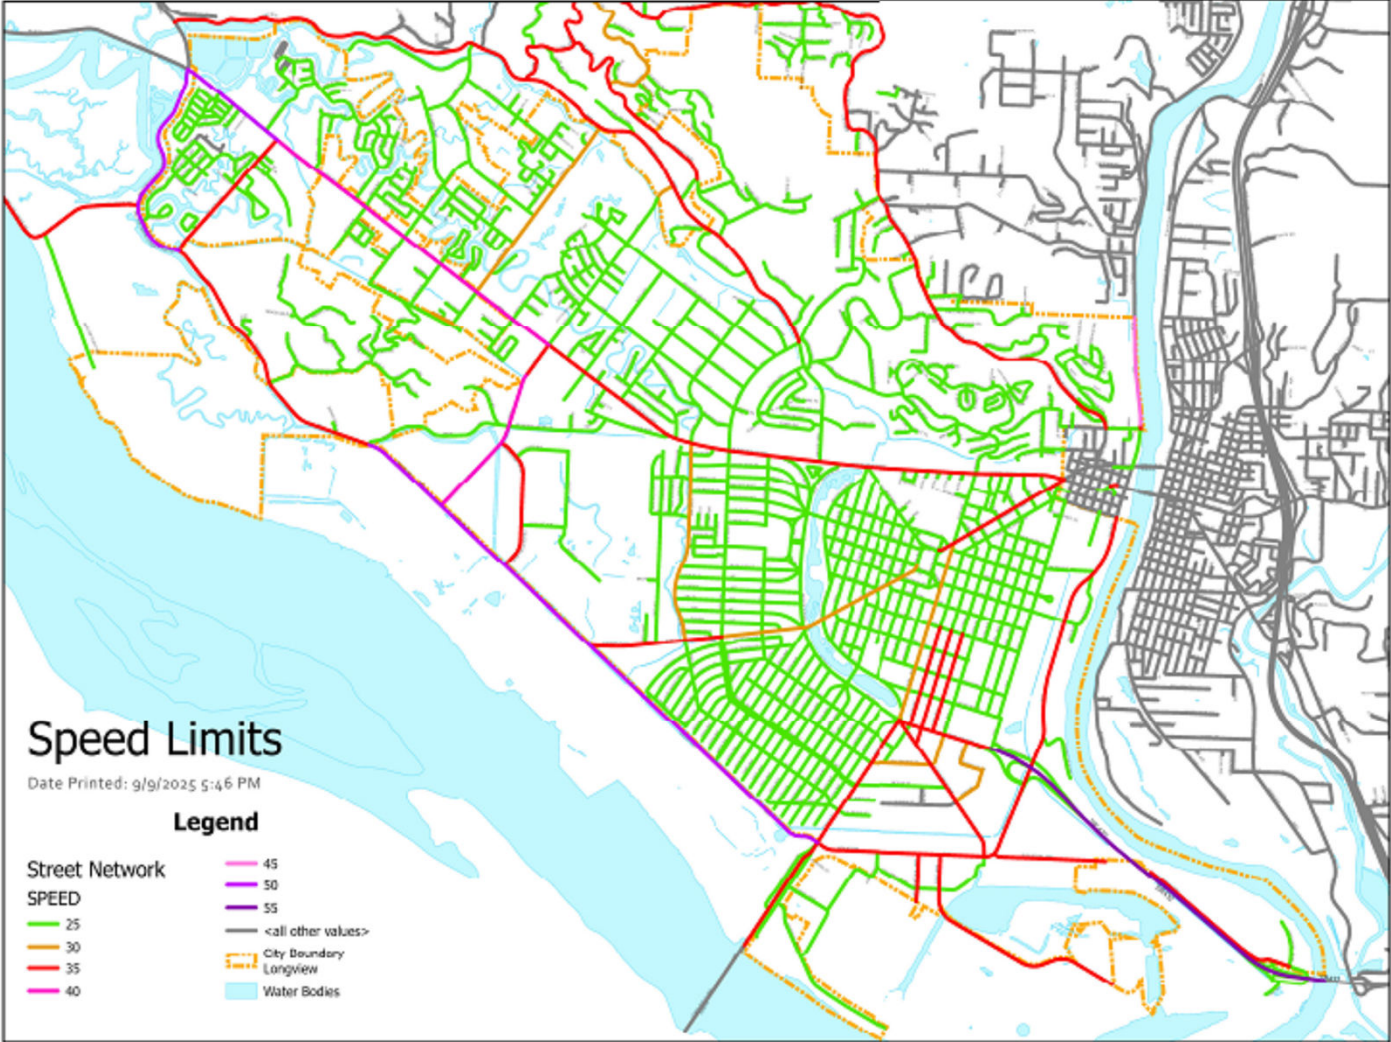 Speed Limits
Date Printed: 9/9/2025 5:46 PM
Legend
Street Network
SPEED
25
30
35
40
45
50
55
<all other values>
City Boundary
Longview
Water Bodies